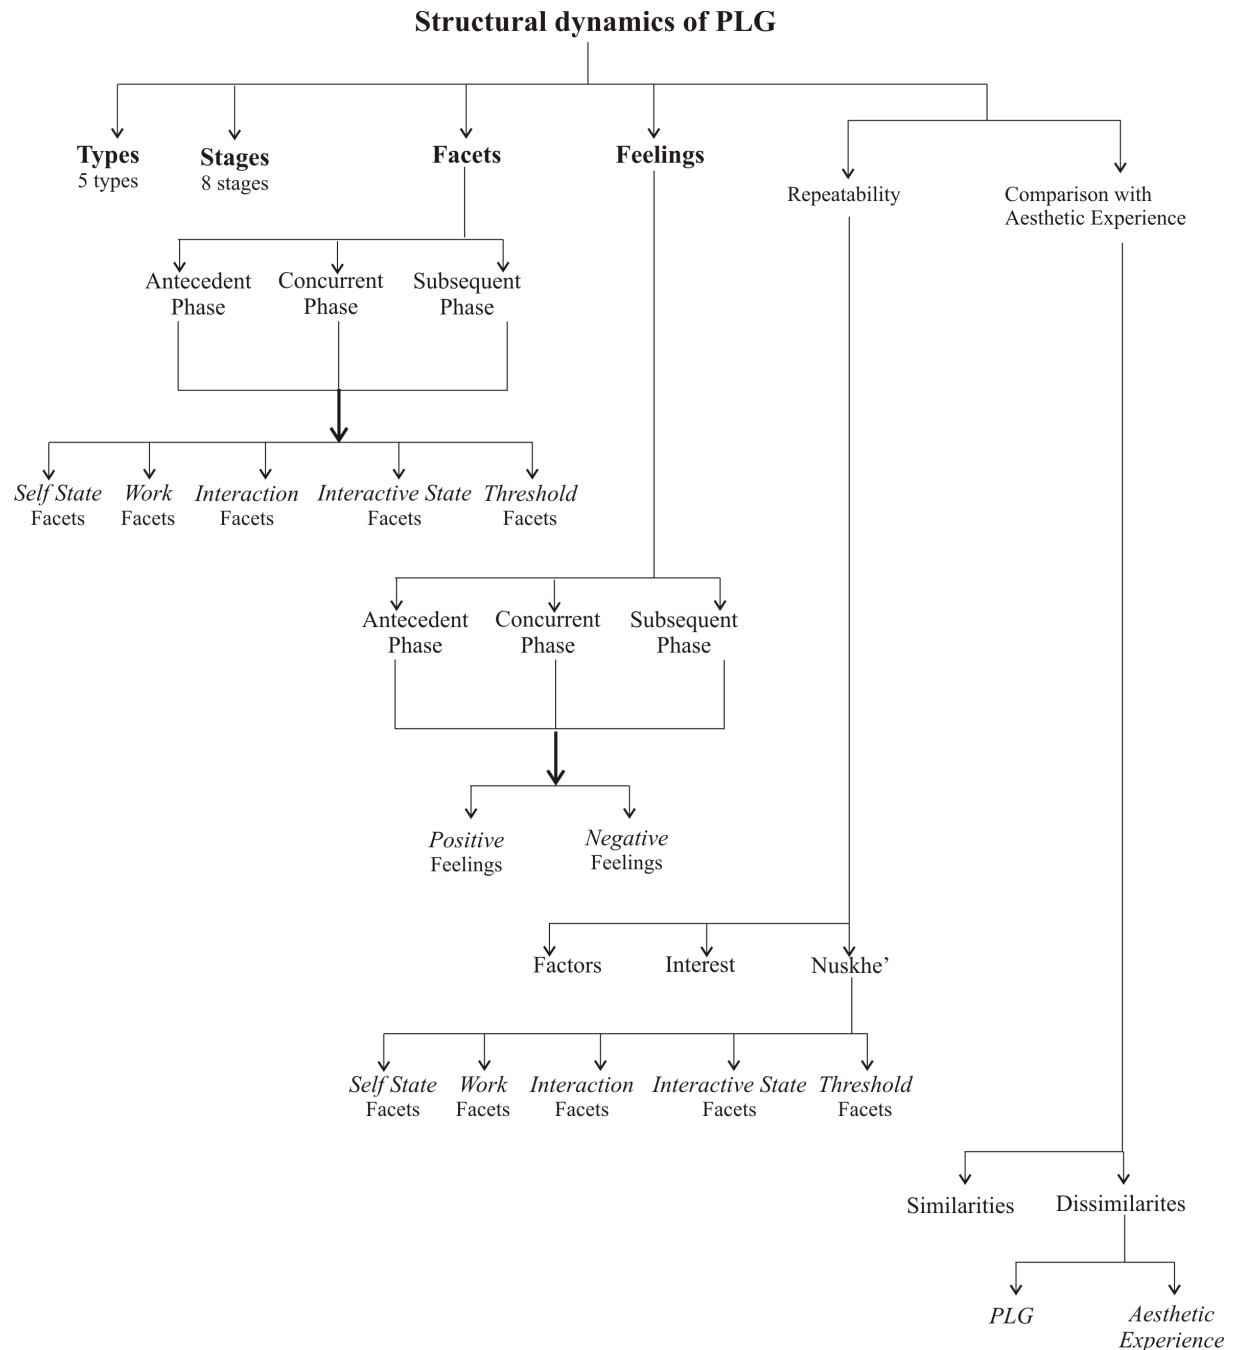 Structural dynamics of PLG
Types
5 types
Stages
8 stages
Facets
Feelings
Repeatability
Comparison with
Aesthetic Experience
Antecedent
Phase
Concurrent
Phase
Subsequent
Phase
Self State
Facets
Work
Facets
Interaction
Facets
Interactive State
Facets
Threshold
Facets
Antecedent
Phase
Concurrent
Phase
Subsequent
Phase
Positive
Feelings
Negative
Feelings
Factors
Interest
Nuskhe’
Self State
Facets
Work
Facets
Interaction
Facets
Interactive State
Facets
Threshold
Facets
Similarities
Dissimilarites
PLG
Aesthetic
Experience